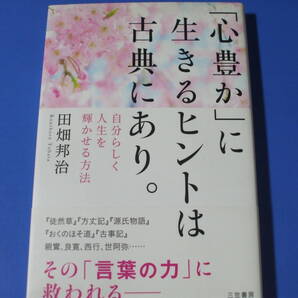 「心豊か」に
生きるヒントは
古典にあり。
自分らしく
人生を
輝かせる方法
田畑邦治
Kuniharu Tabata
『徒然草』『方丈記』『源氏物語』
『おくのほそ道』『古事記』
親鸞、良寛、西行、世阿弥……
その「言葉の力」に
救われる――
三笠書房